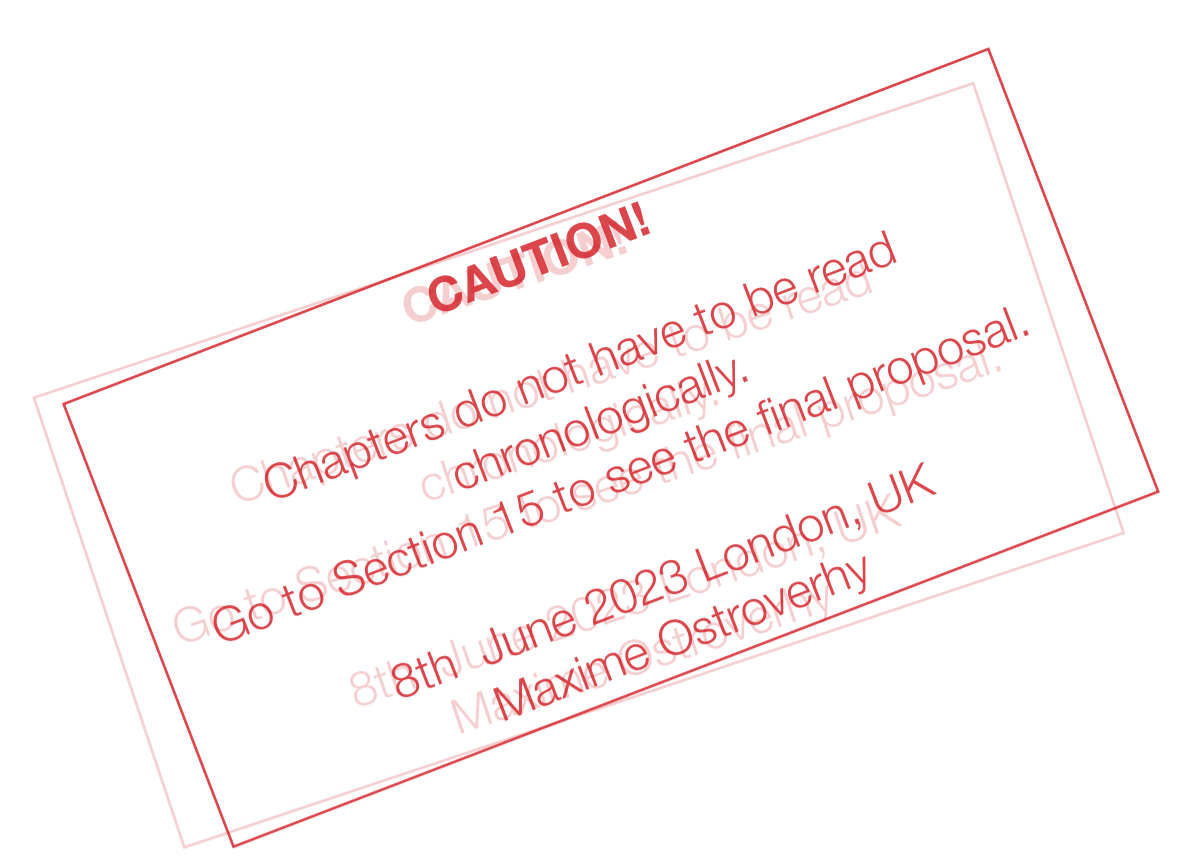 CAUTION!
Chapters do not have to be read
chronologically.
Go to Section 15 to see the final proposal.
8th June 2023 London, UK
Maxime Ostroverhy